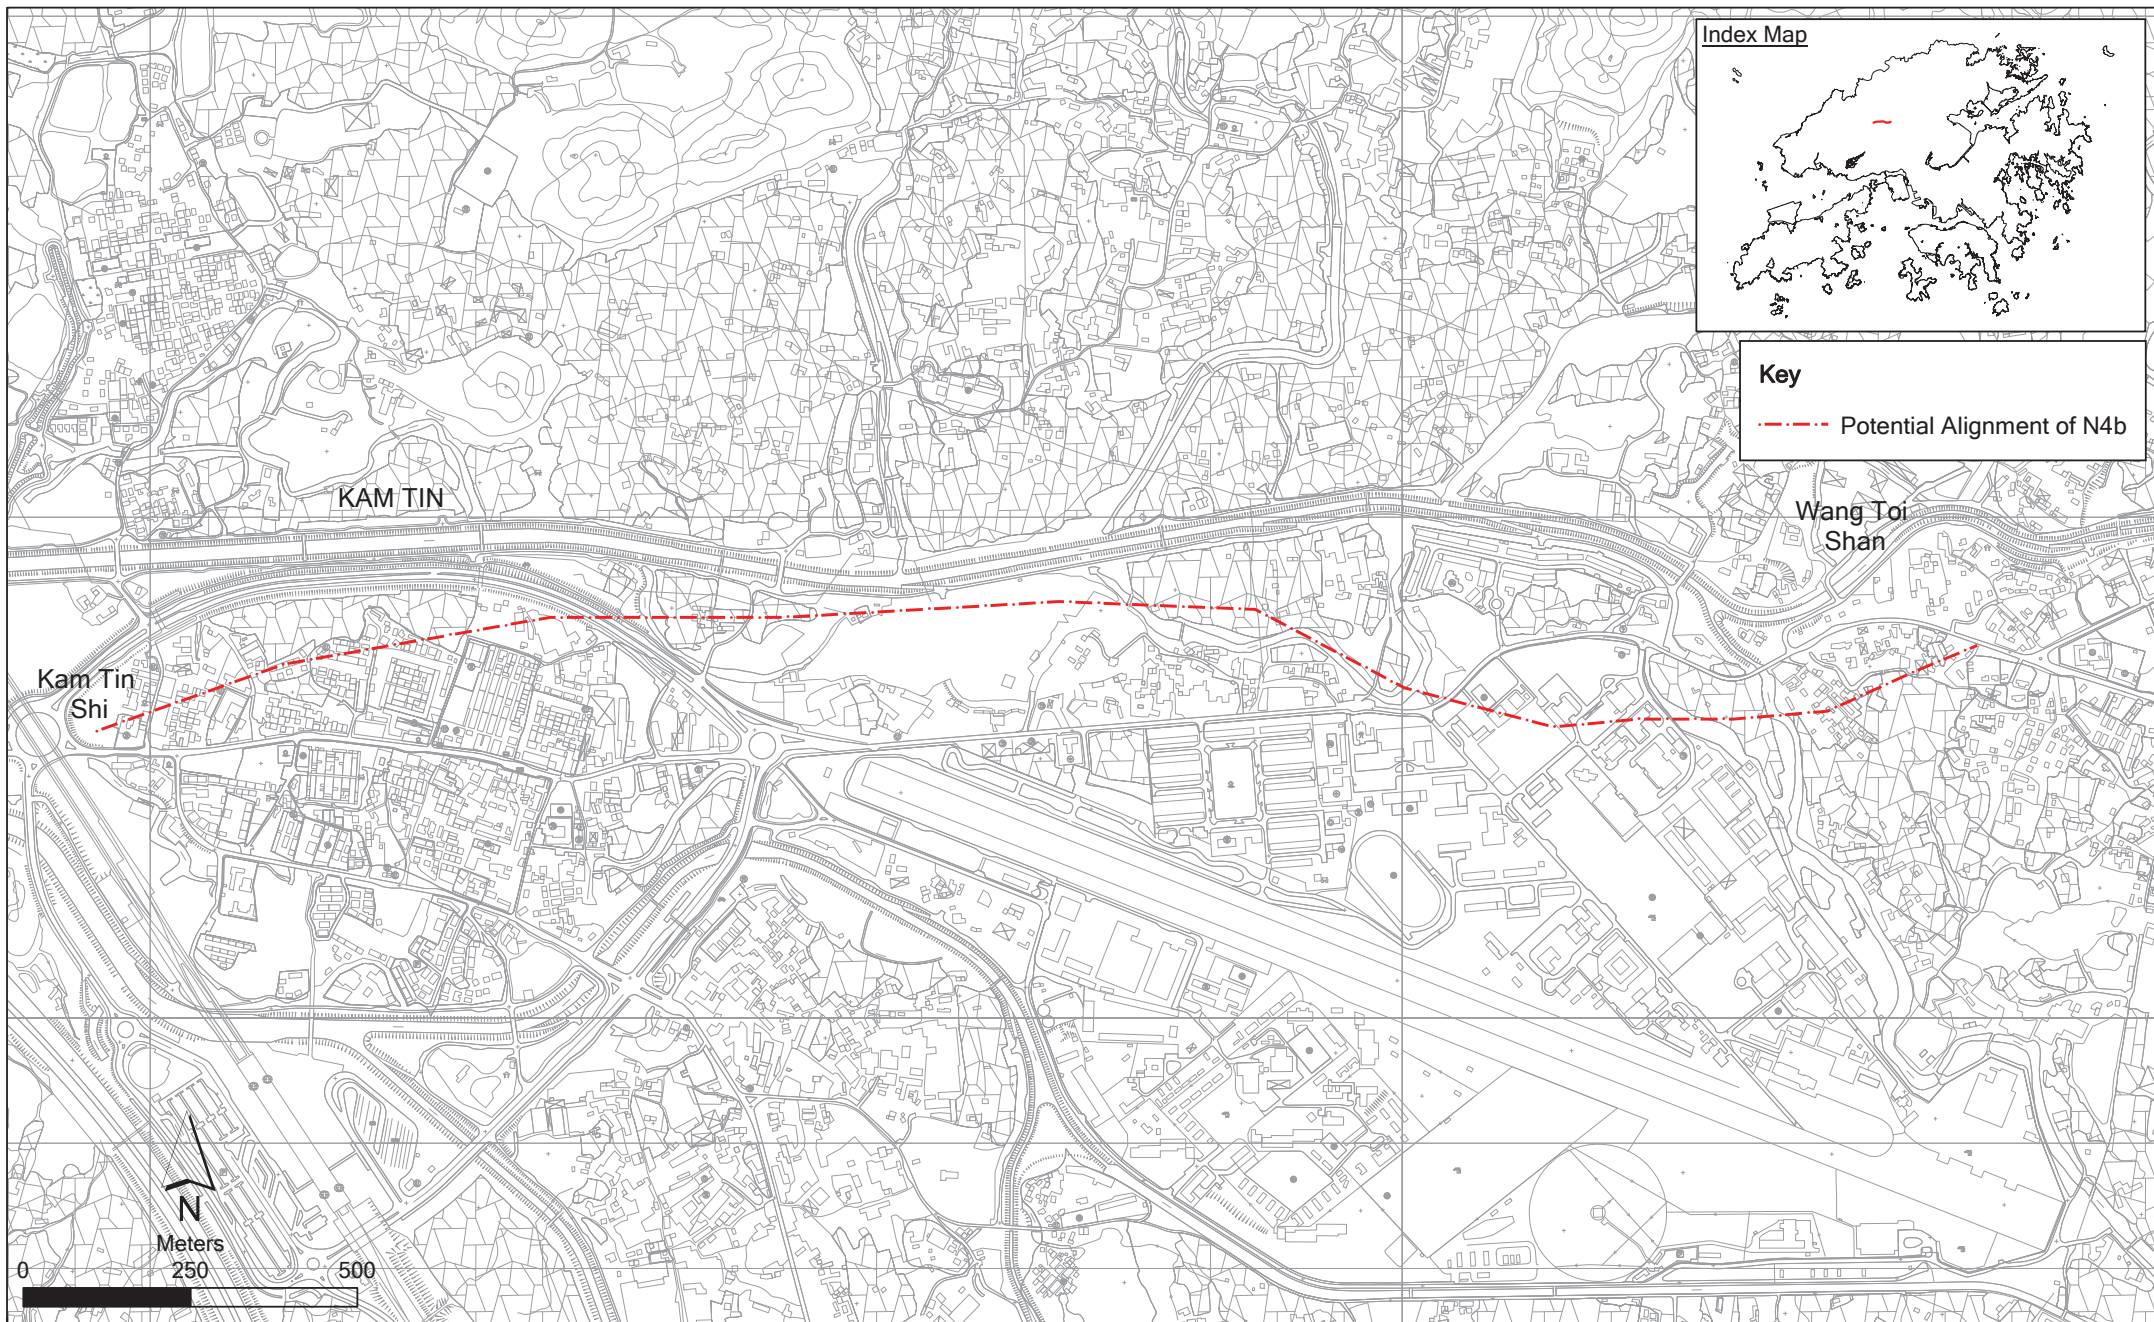 Index Map
Key
Potential Alignment of N4b
KAM TIN
Wang Toi
Shan
Kam Tin
Shi
N
Meters
0 250 500